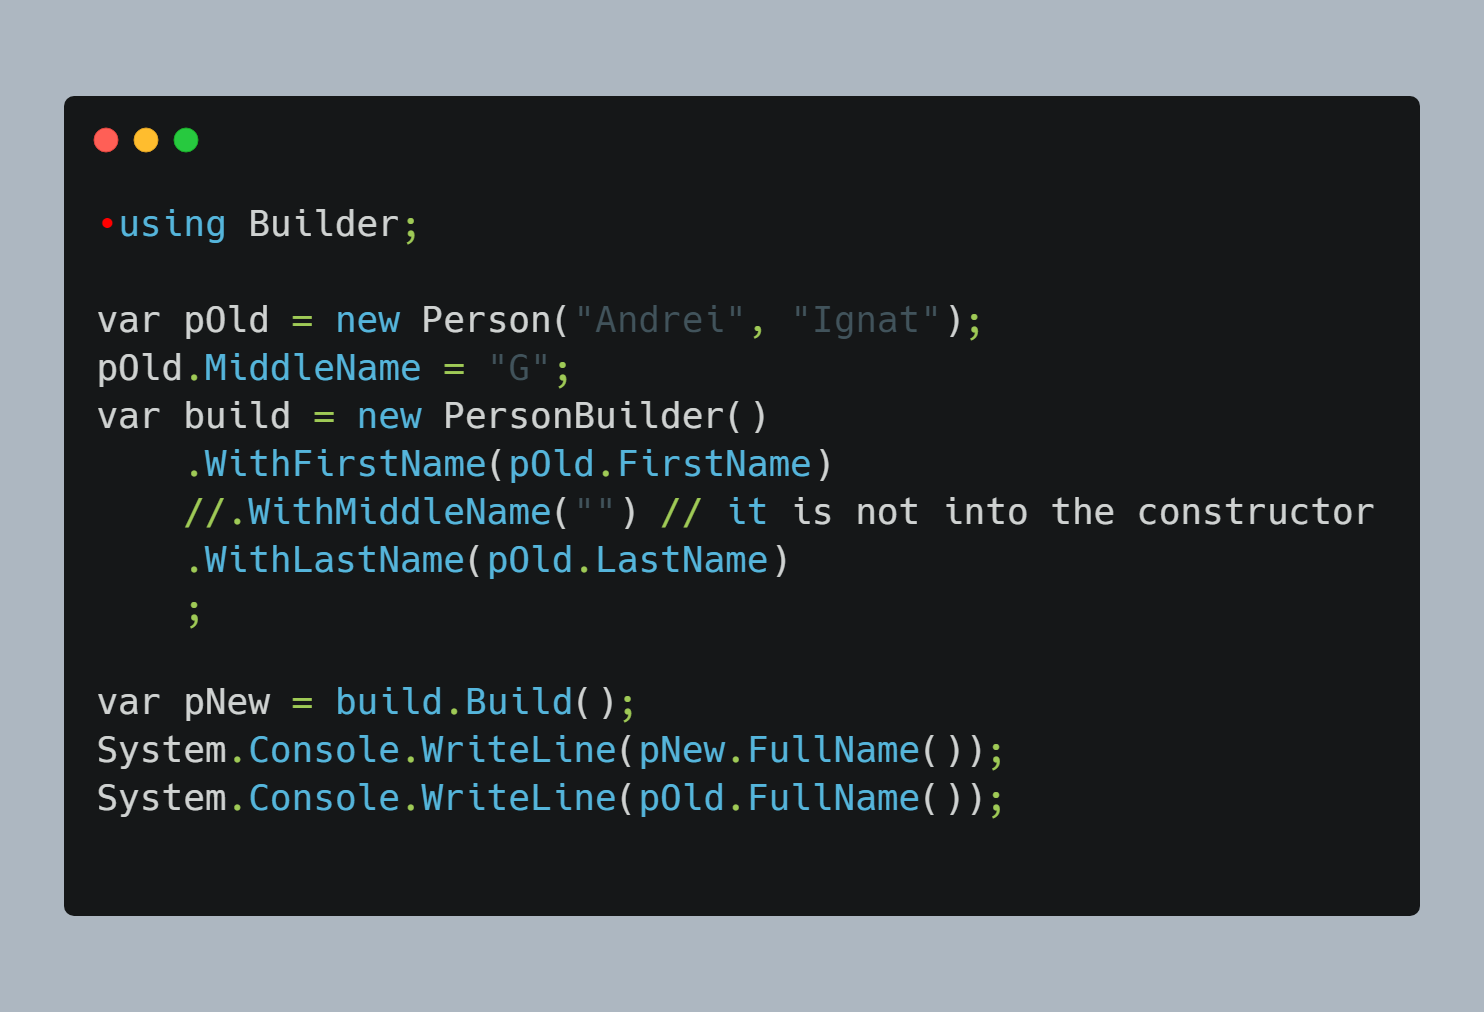 •using Builder;

var pOld = new Person("Andrei", "Ignat");
pOld.MiddleName = "G";
var build = new PersonBuilder()
    .WithFirstName(pOld.FirstName)
    //.WithMiddleName("") // it is not into the constructor
    .WithLastName(pOld.LastName)
    ;

var pNew = build.Build();
System.Console.WriteLine(pNew.FullName());
System.Console.WriteLine(pOld.FullName());